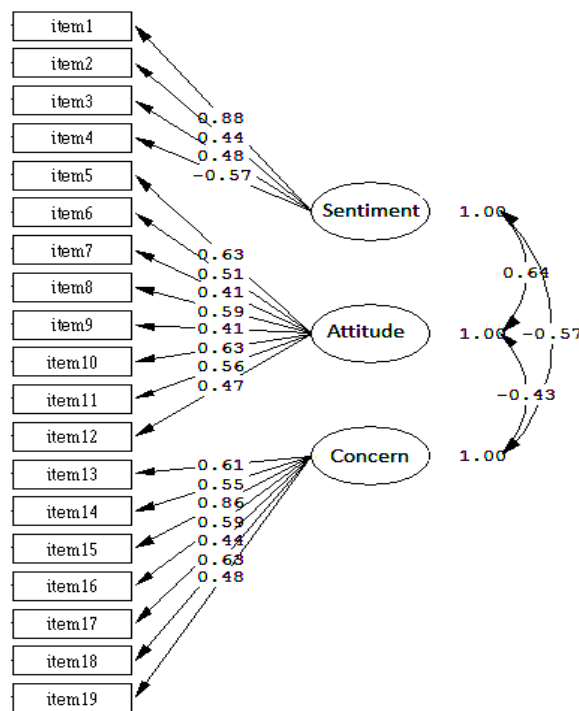 item1
item2
item3
item4
item5
item6
item7
item8
item9
item10
item11
item12
item13
item14
item15
item16
item17
item18
item19
0.88
0.44
0.48
-0.57
0.63
0.51
0.41
0.59
0.41
0.63
0.56
0.47
0.61
0.55
0.86
0.59
0.44
0.63
0.48
Sentiment
Attitude
Concern
1.00
1.00
1.00
0.64
-0.57
-0.43